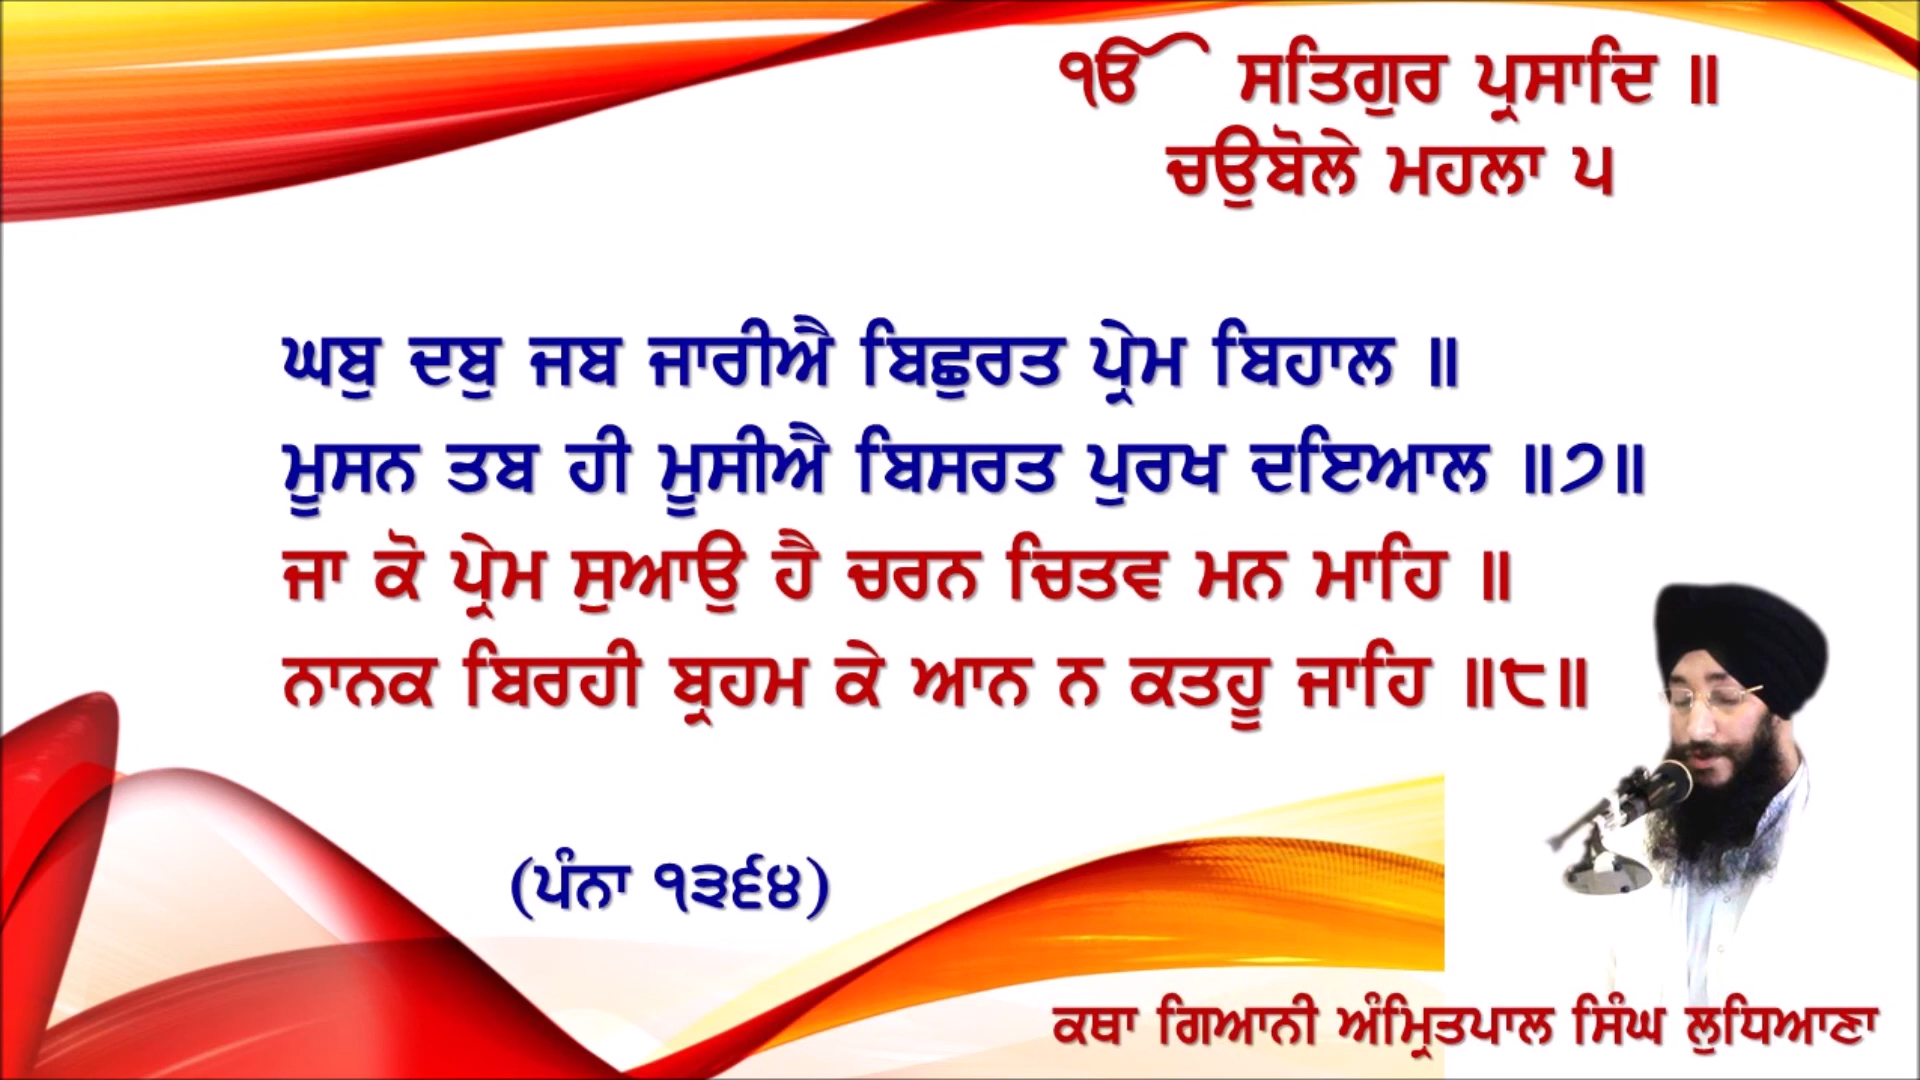 ੴ ਸਤਿਗੁਰ ਪ੍ਰਸਾਦਿ ॥
ਚਉਬੋਲੇ ਮਹਲਾ ੫
ਘਬੁ ਦਬੁ ਜਬ ਜਾਰੀਐ ਬਿਛੁਰਤ ਪ੍ਰੇਮ ਬਿਹਾਲ ॥
ਮੂਸਨ ਤਬ ਹੀ ਮੂਸੀਐ ਬਿਸਰਤ ਪੁਰਖ ਦਇਆਲ ॥੭॥
ਜਾ ਕੋ ਪ੍ਰੇਮ ਸੁਆਉ ਹੈ ਚਰਨ ਚਿਤਵ ਮਨ ਮਾਹਿ ॥
ਨਾਨਕ ਬਿਰਹੀ ਬ੍ਰਹਮ ਕੇ ਆਨ ਨ ਕਤਹੂ ਜਾਹਿ ॥੮॥
(ਪੰਨਾ ੧੩੬੪)
ਕਥਾ ਗਿਆਨੀ ਅੰਮ੍ਰਿਤਪਾਲ ਸਿੰਘ ਲੁਧਿਆਣਾ